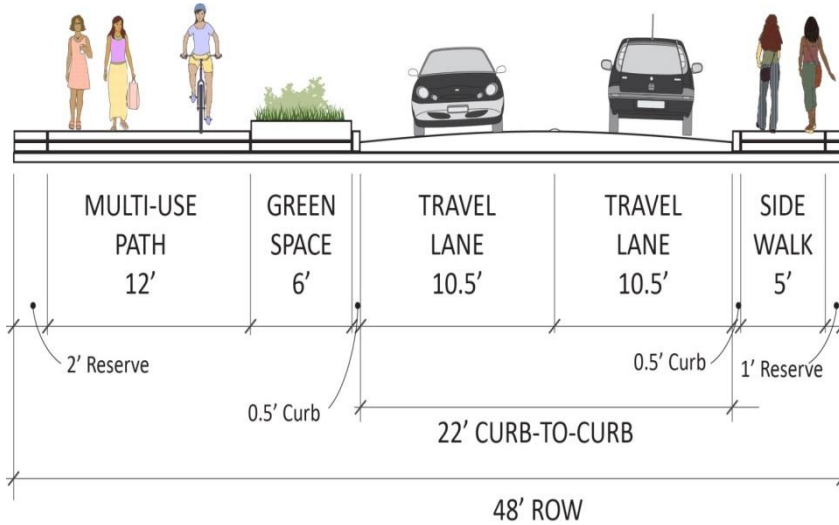 MULTI-USE
PATH
12’
GREEN
SPACE
6’
TRAVEL
LANE
10.5’
TRAVEL
LANE
10.5’
SIDE
WALK
5’
2’ Reserve
0.5’ Curb
0.5’ Curb
1’ Reserve
22’ CURB-TO-CURB
48’ ROW